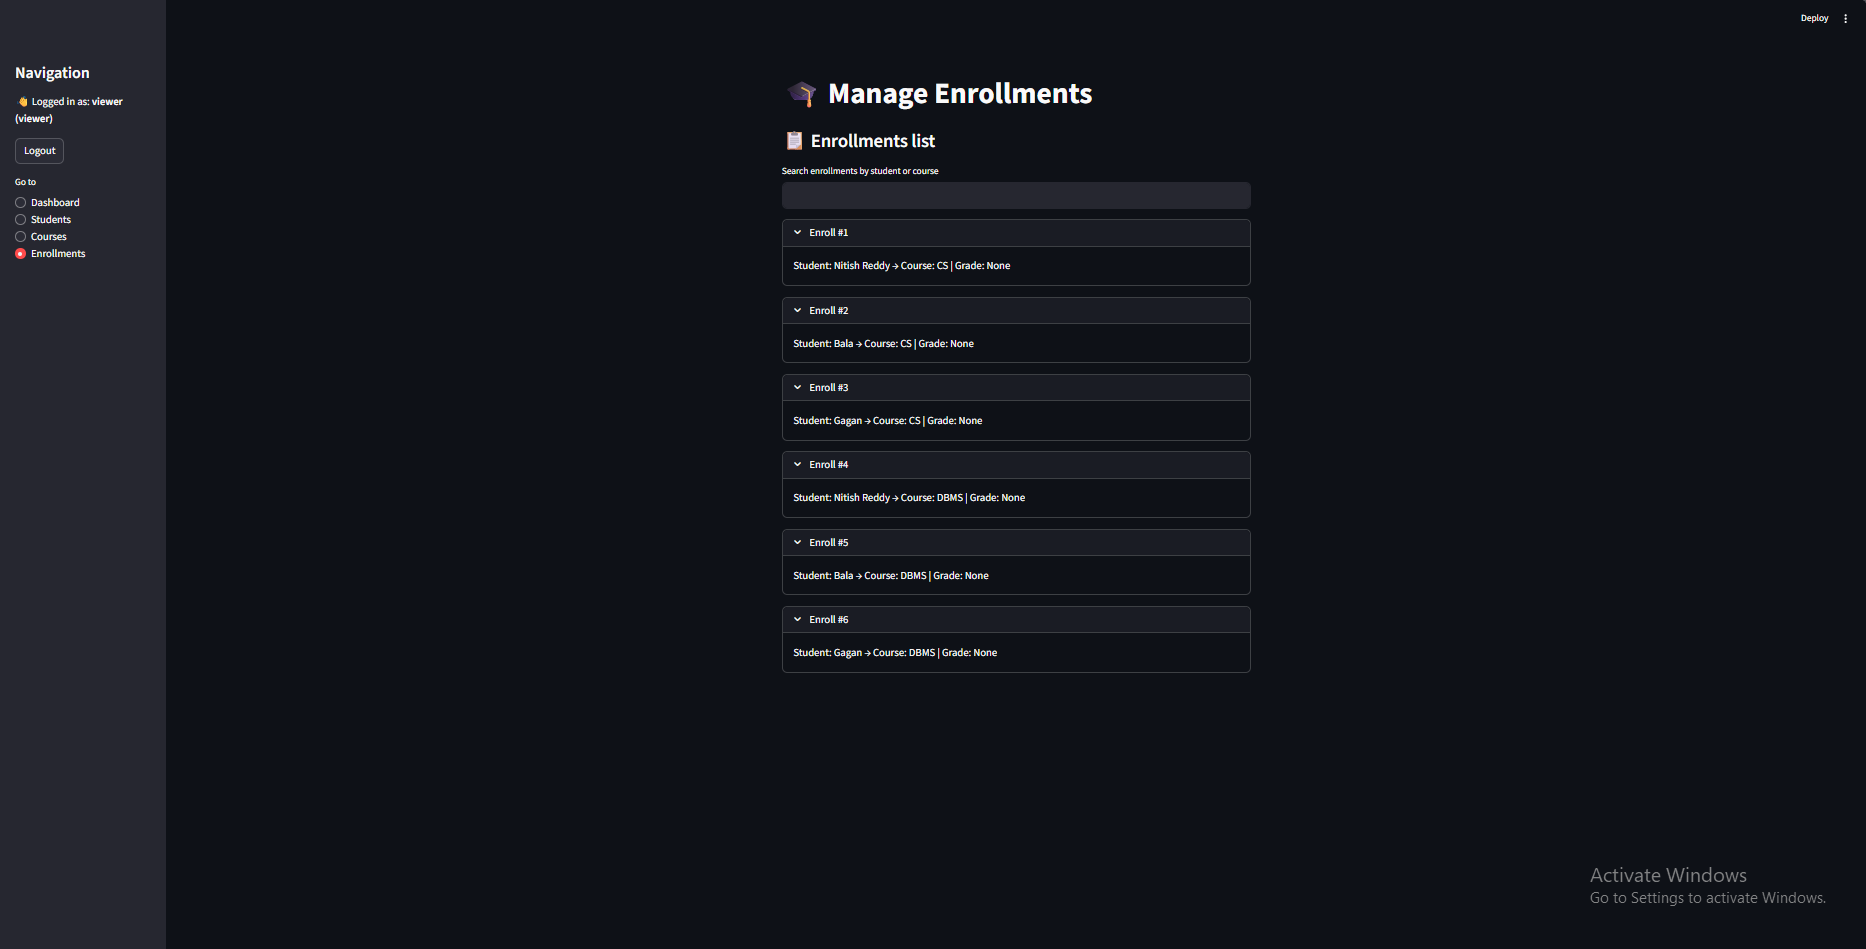 Deploy
Navigation
👋 Logged in as: viewer
(viewer)
Logout
Go to
Dashboard
Students
Courses
Enrollments
🎓 Manage Enrollments
📋 Enrollments list
Search enrollments by student or course
Enroll #1
Student: Nitish Reddy → Course: CS | Grade: None
Enroll #2
Student: Bala → Course: CS | Grade: None
Enroll #3
Student: Gagan → Course: CS | Grade: None
Enroll #4
Student: Nitish Reddy → Course: DBMS | Grade: None
Enroll #5
Student: Bala → Course: DBMS | Grade: None
Enroll #6
Student: Gagan → Course: DBMS | Grade: None
Activate Windows
Go to Settings to activate Windows.